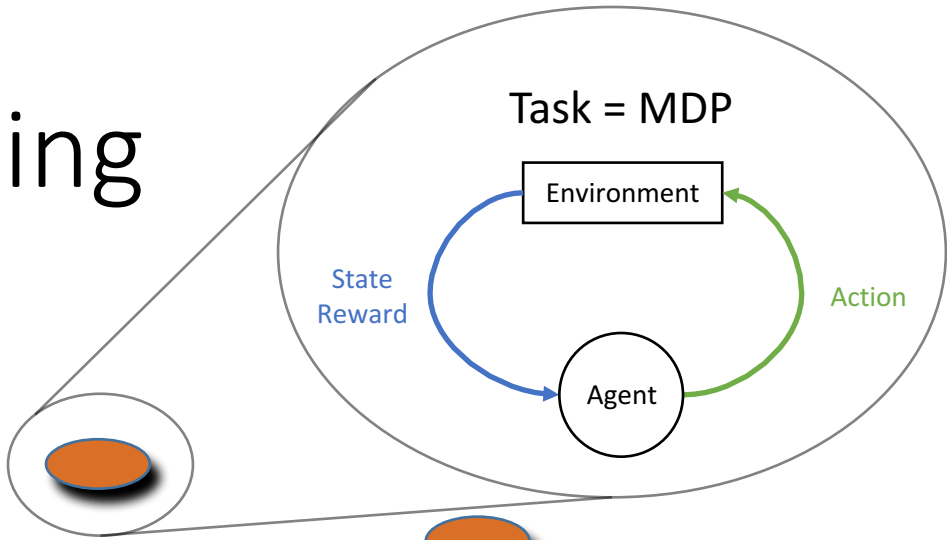 ing
Task = MDP
Environment
State
Reward
Action
Agent